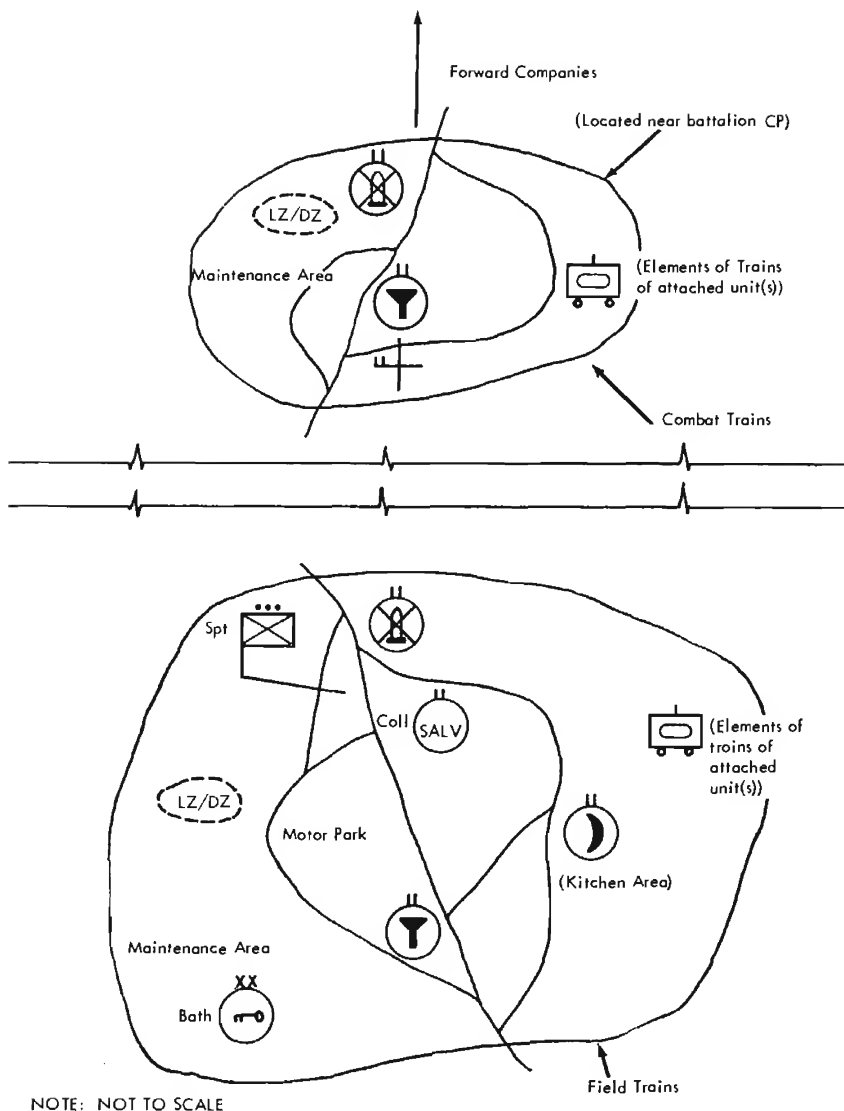 Forward Companies
(Located near battalion CP)
LZ/DZ
Maintenance Area
(Elements of Trains
of attached unit(s))
Combat Trains
Spt
Coll
SALV
(Elements of
troins of
attached
unit(s))
LZ/DZ
Motor Park
(Kitchen Area)
Maintenance Area
XX
Bath
Field Trains
NOTE: NOT TO SCALE